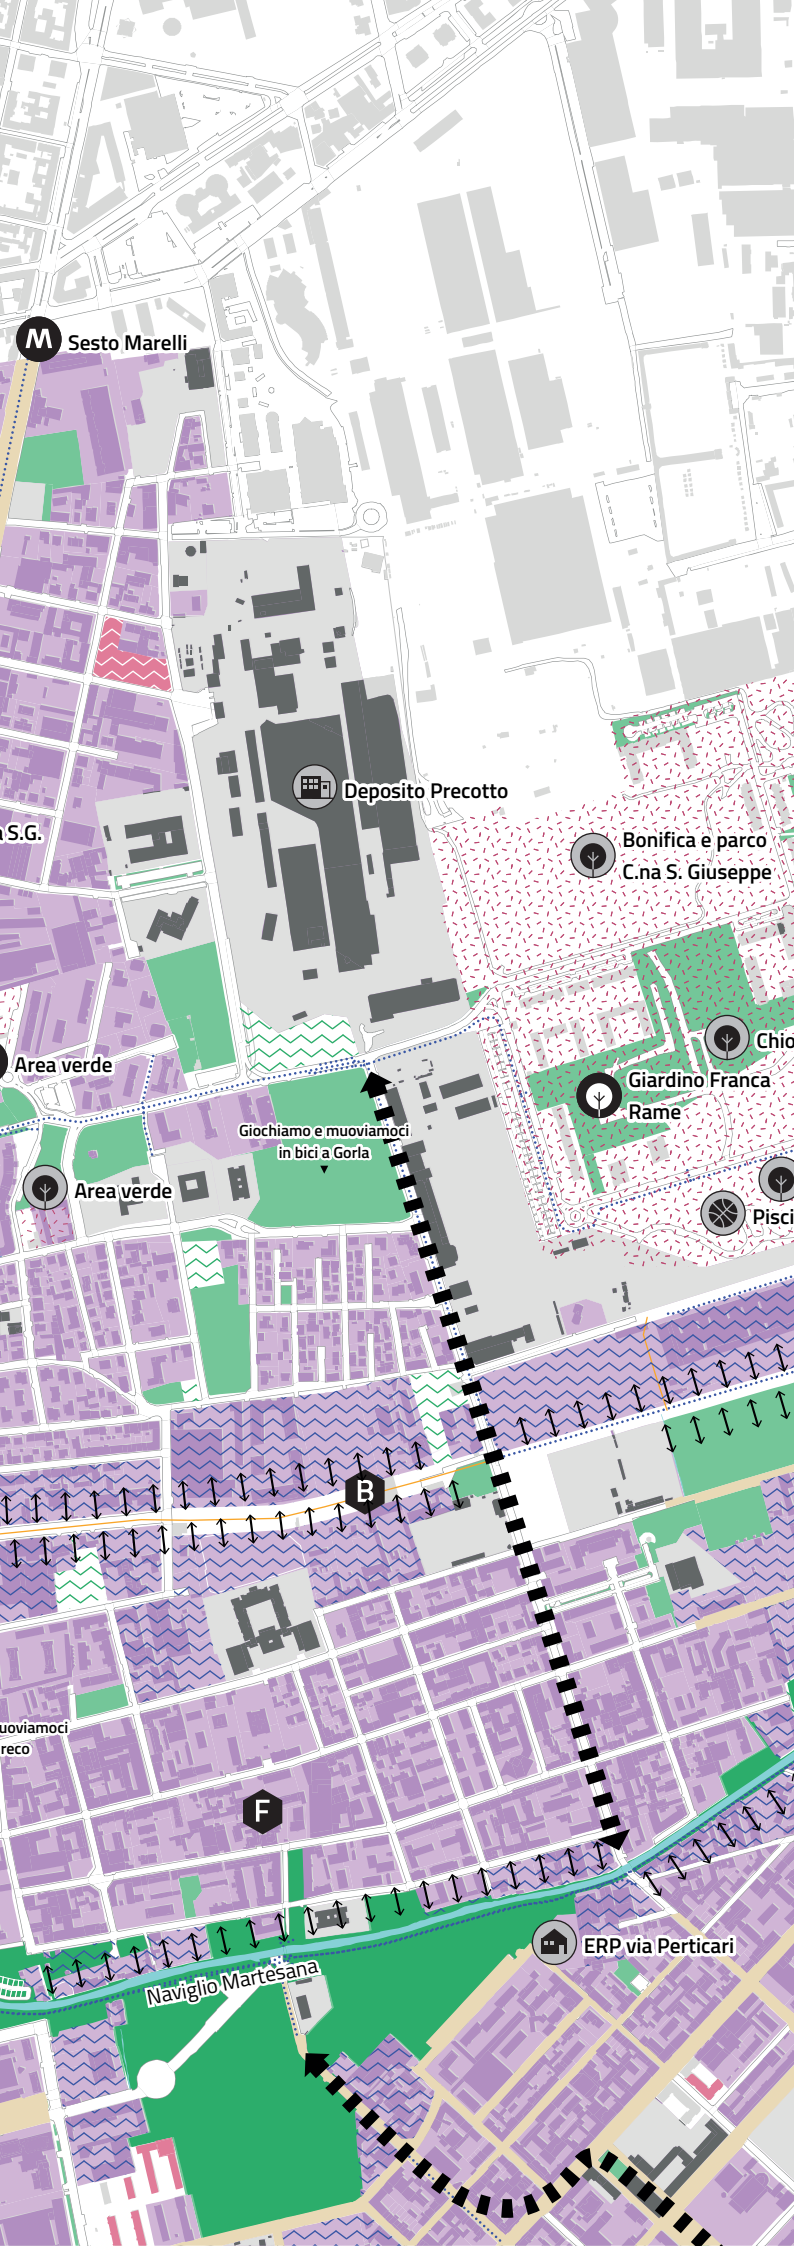 M Sesto Marelli
Deposito Precotto
a S.G.
Bonifica e parco
C.na S. Giuseppe
Chio
Area verde
Giardino Franca
Rame
Giochiamo e muoviamoci
in bici a Gorla
Area verde
Pisci
B
uoviamoci
reco
F
ERP via Perticari
Naviglio Martesana